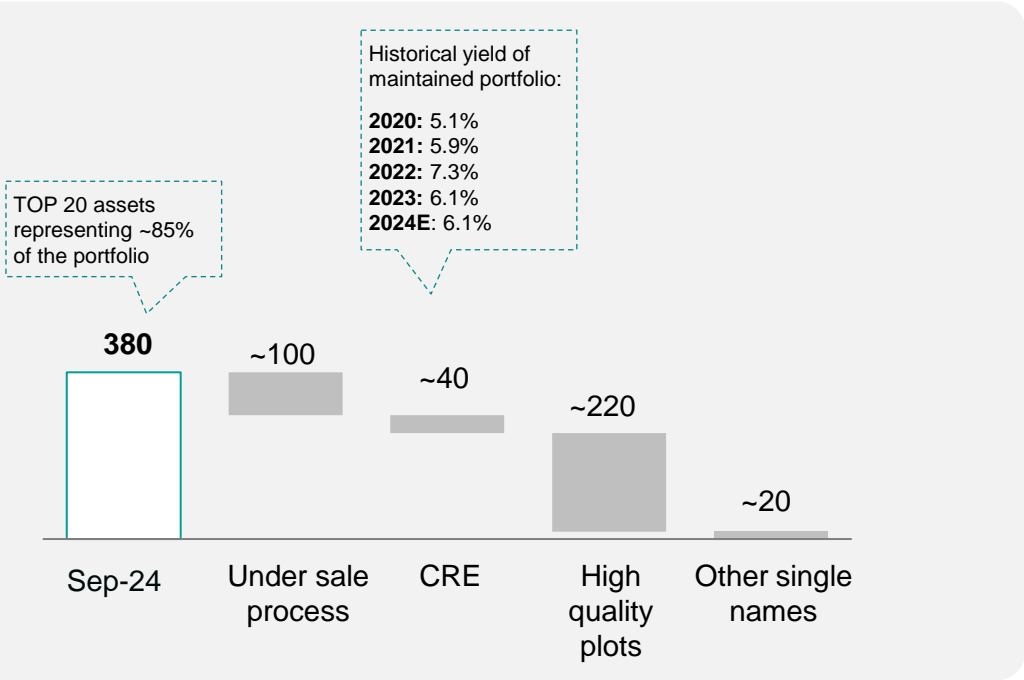 Historical yield of
maintained portfolio:
2020: 5.1%
2021: 5.9%
2022: 7.3%
2023: 6.1%
2024E: 6.1%
TOP 20 assets
representing ~85%
of the portfolio
380
~100
~40
~220
~20
Sep-24
Under sale
process
CRE
High
quality
plots
Other single
names